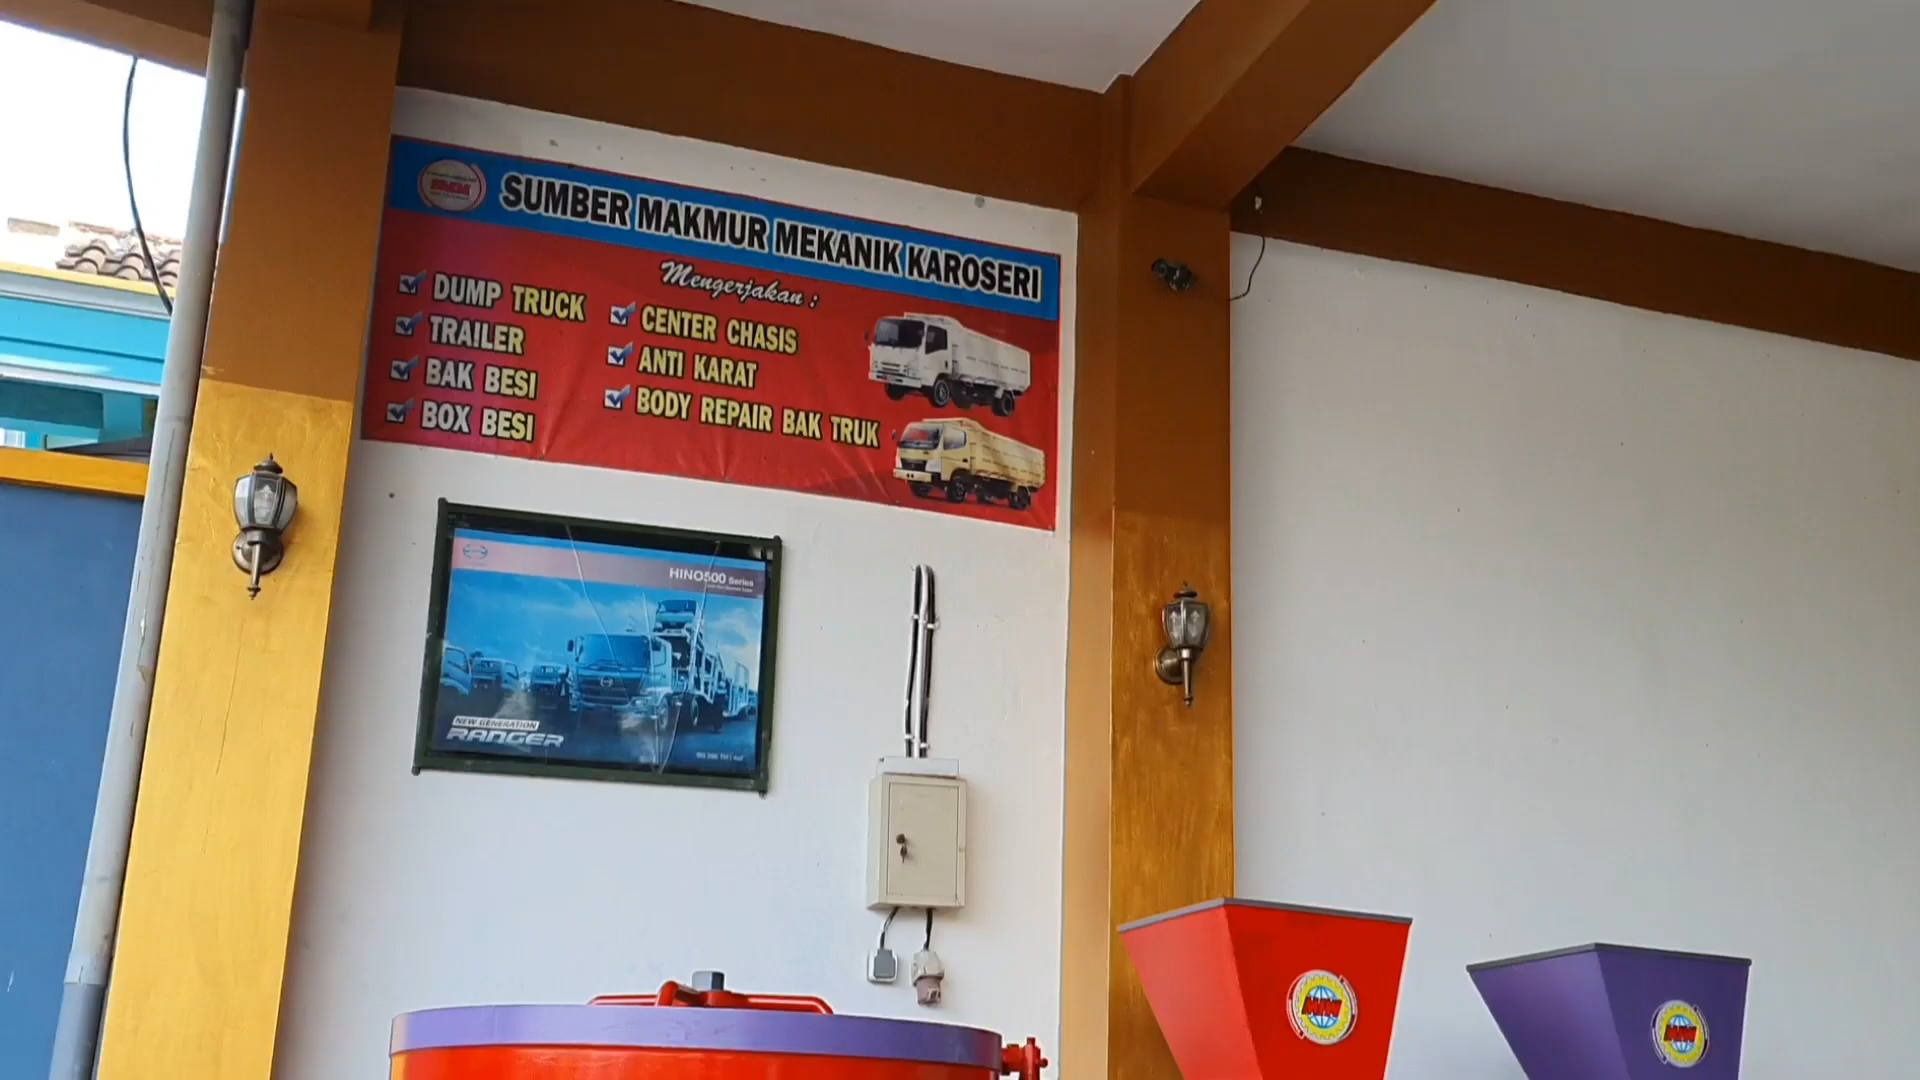 SUMBER MAKMUR MEKANIK KAROSERI
Mengerjakan :
DUMP TRUCK
TRAILER
BAK BESI
BOX BESI
CENTER CHASIS
ANTI KARAT
BODY REPAIR BAK TRUK
HINO500 Series
NEW GENERATION
RANGER